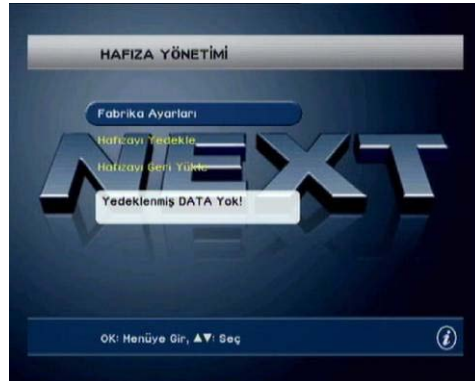 HAFIZA YÖNETİMİ
Fabrika Ayarları
Hafızayı Yedekle
Hafızayı Geri Yükle
NEXT
Yedeklenmiş DATA Yok!
OK: Menüye Gir, ▲▼: Seç
i